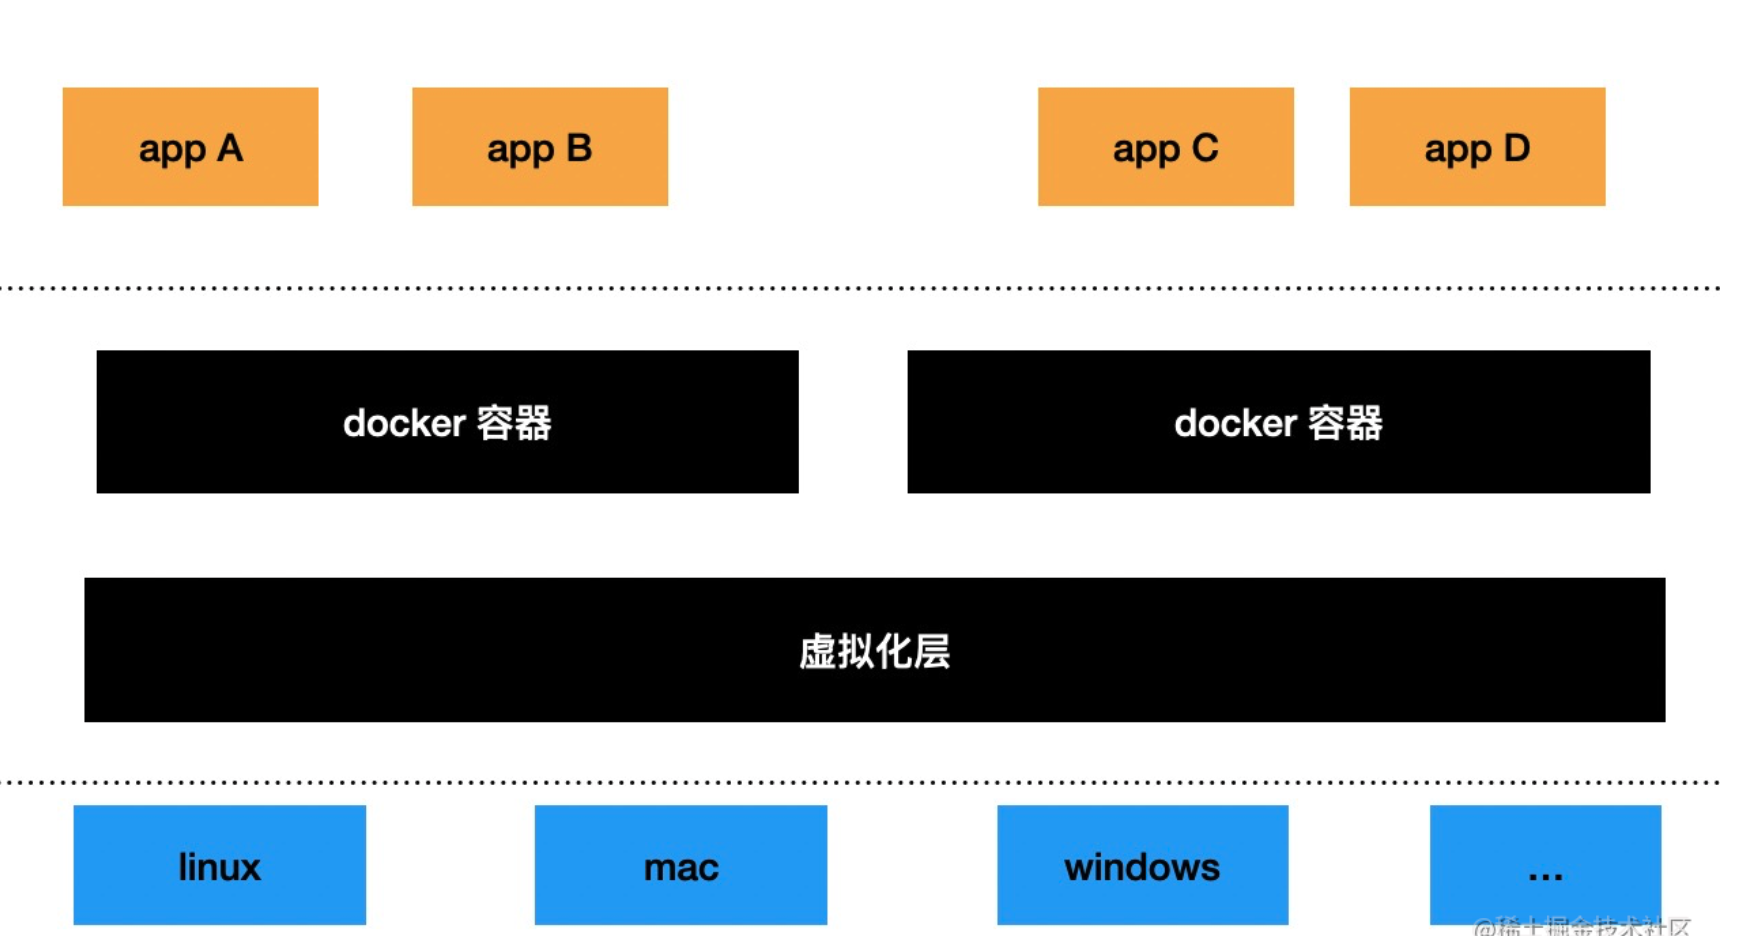 app A
app B
app C
app D
docker 容器
docker 容器
虚拟化层
linux
mac
windows
...
@稀土掘金技术社区